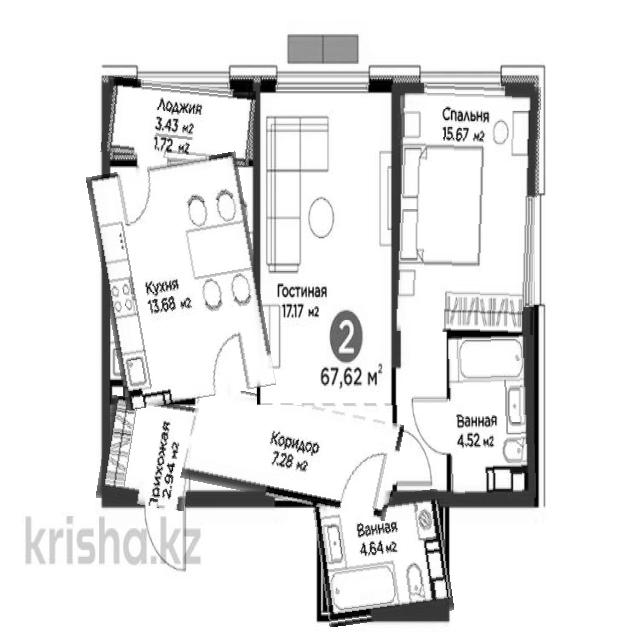 Лоджия
3.43 м2
1.72 м2
Спальня
15.67 м2
Кухня
13.68 м2
Гостиная
17.17 м2
2
67,62 м²
Ванная
4.52 м2
Коридор
7.28 м2
Прихожая
2.94 м2
Ванная
4.64 м2
krisha.kz